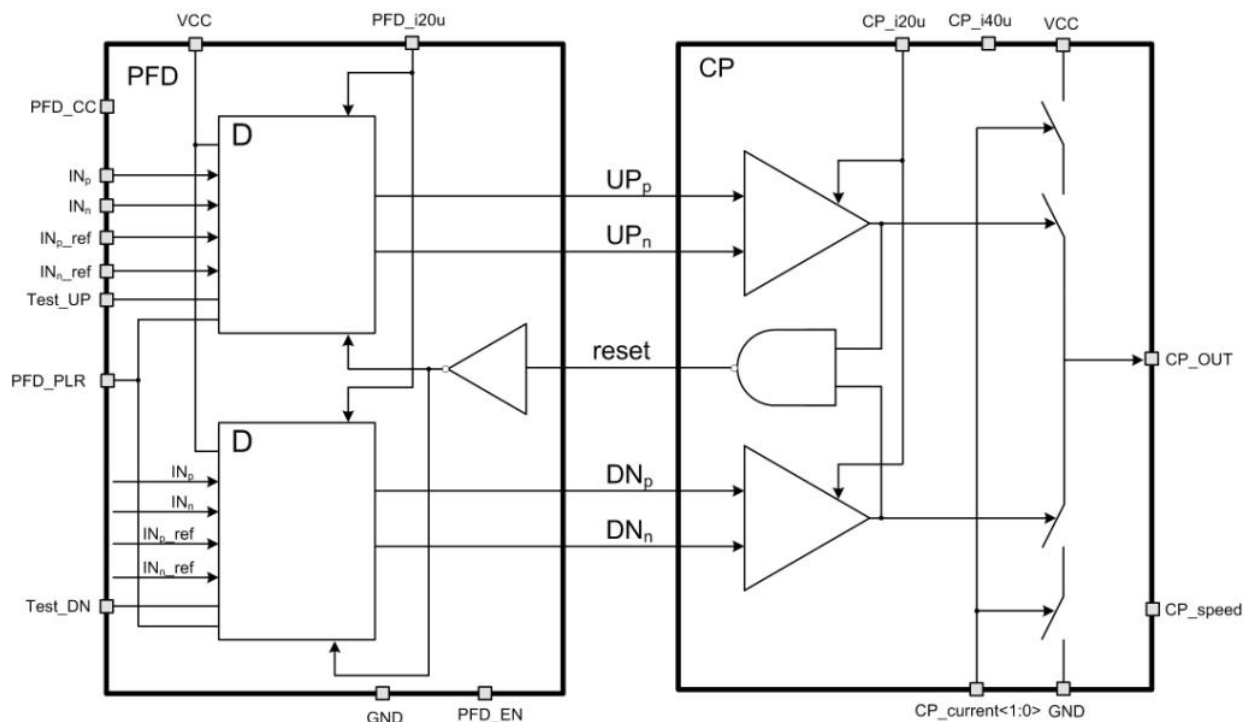 VCC
PFD_i20u
CP_i20u
CP_i40u
VCC
PFD
CP
PFD_CC
D
INp
INn
INp_ref
INn_ref
Test_UP
UPp
UPn
reset
PFD_PLR
CP_OUT
D
INp
INn
INp_ref
INn_ref
DNp
DNn
Test_DN
CP_speed
GND
PFD_EN
CP_current<1:0>
GND